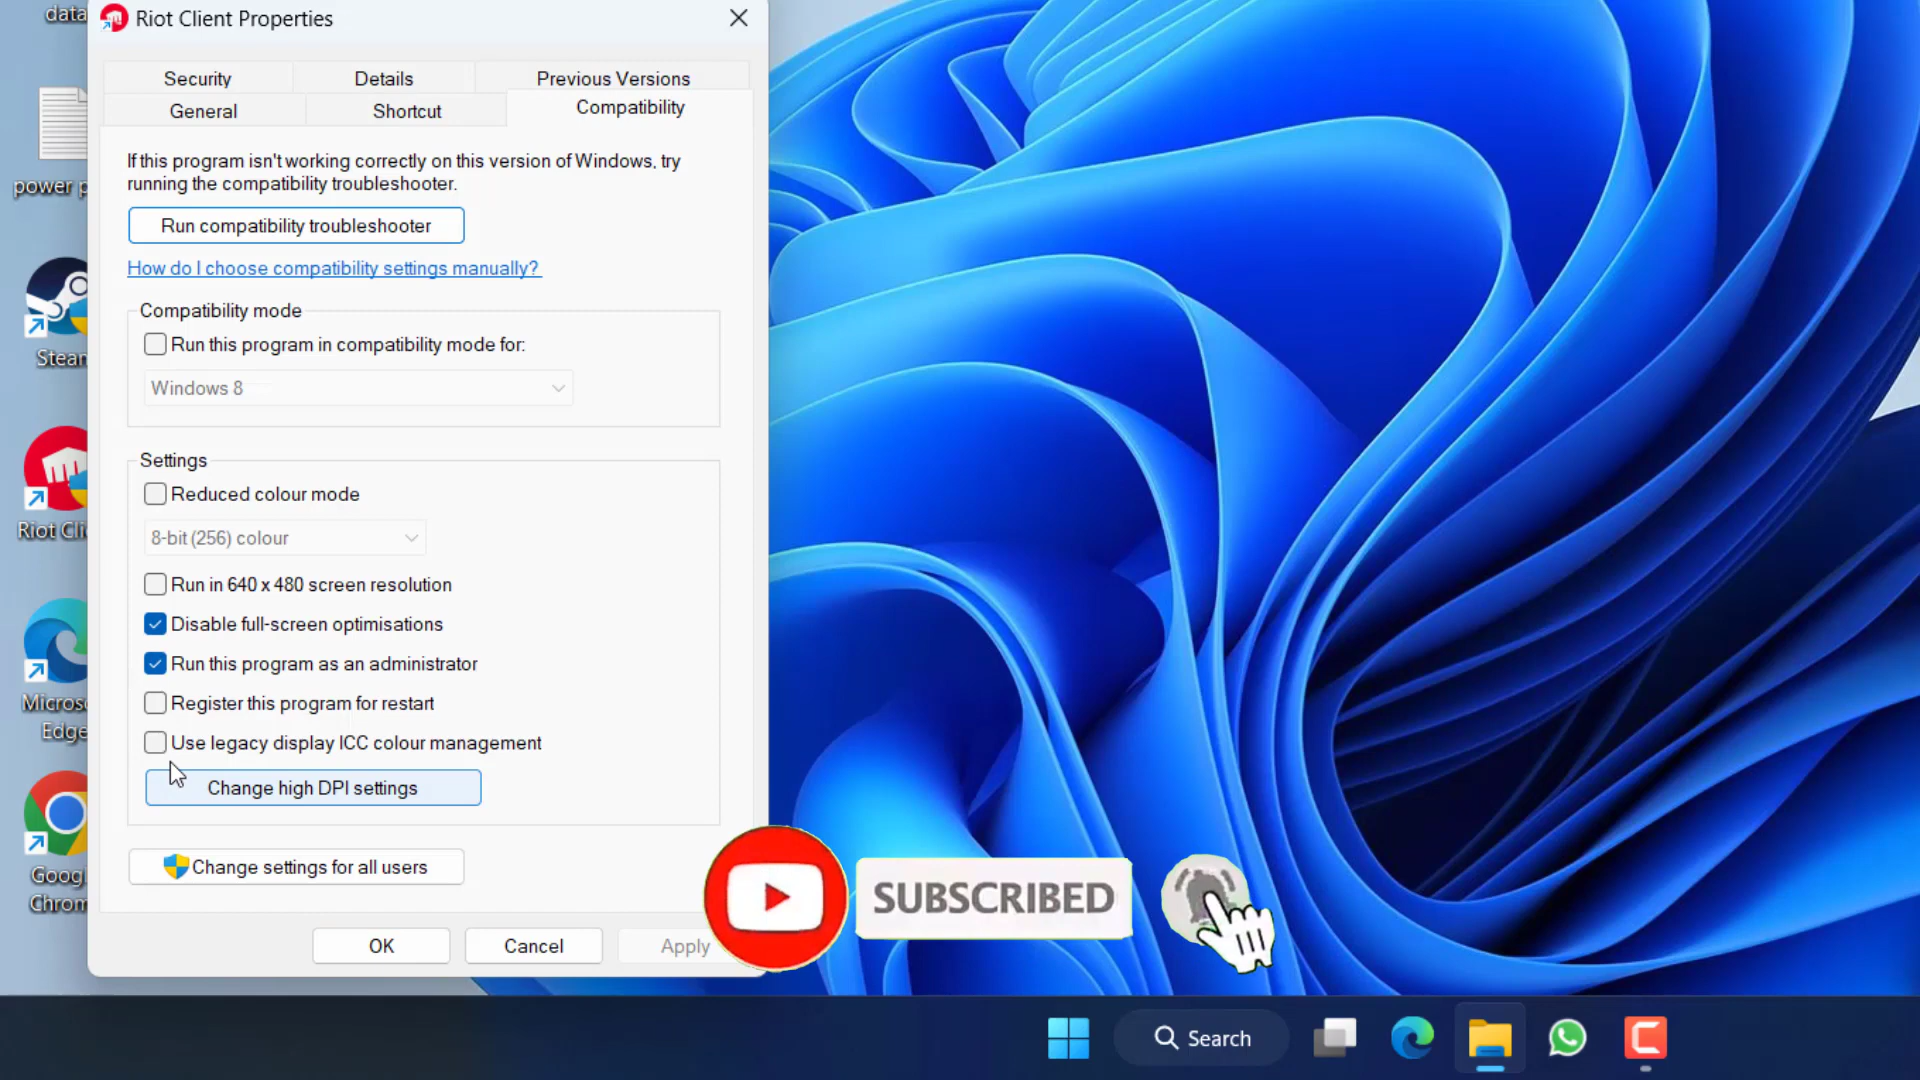 data
Riot Client Properties
Security
Details
Previous Versions
General
Shortcut
Compatibility
If this program isn't working correctly on this version of Windows, try
running the compatibility troubleshooter.
Run compatibility troubleshooter
How do I choose compatibility settings manually?
Compatibility mode
Run this program in compatibility mode for:
Windows 8
Settings
Reduced colour mode
8-bit (256) colour
Run in 640 x 480 screen resolution
Disable full-screen optimisations
Run this program as an administrator
Register this program for restart
Use legacy display ICC colour management
Change high DPI settings
Change settings for all users
OK
Cancel
Apply
power p
Stean
Riot Cli
Micros
Edge
Goog
Chrom
SUBSCRIBED
Search